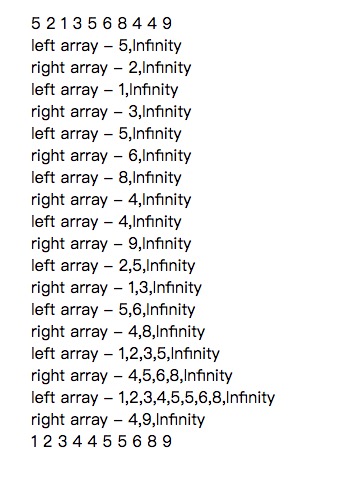 5 2 1 3 5 6 8 4 4 9
left array – 5,Infinity
right array – 2,Infinity
left array – 1,Infinity
right array – 3,Infinity
left array – 5,Infinity
right array – 6,Infinity
left array – 8,Infinity
right array – 4,Infinity
left array – 4,Infinity
right array – 9,Infinity
left array – 2,5,Infinity
right array – 1,3,Infinity
left array – 5,6,Infinity
right array – 4,8,Infinity
left array – 1,2,3,5,Infinity
right array – 4,5,6,8,Infinity
left array – 1,2,3,4,5,5,6,8,Infinity
right array – 4,9,Infinity
1 2 3 4 4 5 5 6 8 9